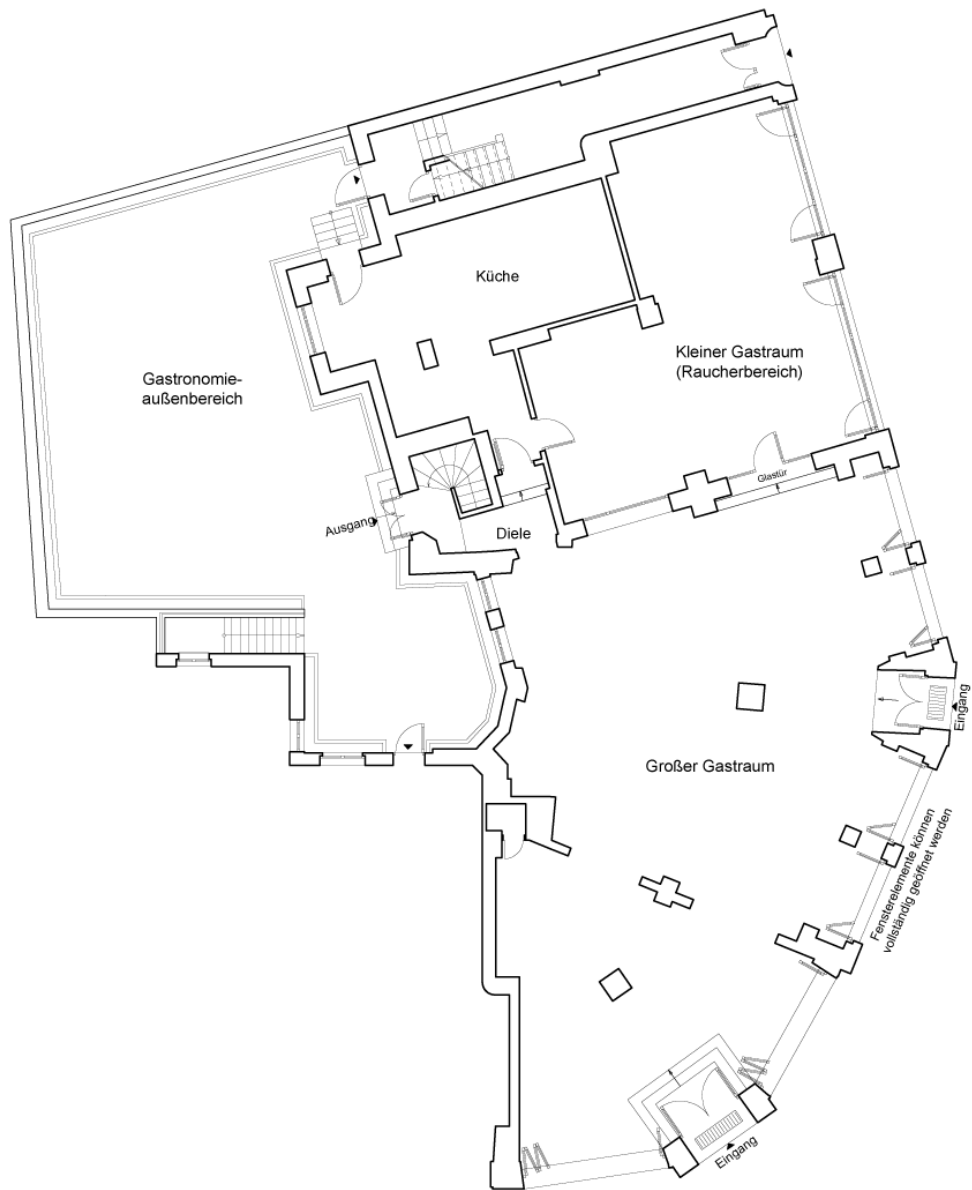 Küche
Kleiner Gastraum
(Raucherbereich)
Gastronomie-
außenbereich
Glastür
Ausgang
Diele
Eingang
Großer Gastraum
Fensterelemente können
vollständig geöffnet werden
Eingang